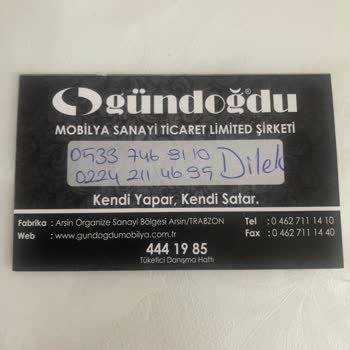 gündoğdu
MOBİLYA SANAYİ TİCARET LİMİTED ŞİRKETİ
0533 746 91 10
0224 211 46 95 Dilek
Kendi Yapar, Kendi Satar.
Fabrika : Arsin Organize Sanayi Bölgesi Arsin/TRABZON Tel : 0 462 711 14 10
Web : www.gundogdumobilya.com.tr Fax : 0 462 711 14 40
444 19 85
Tüketici Danışma Hattı